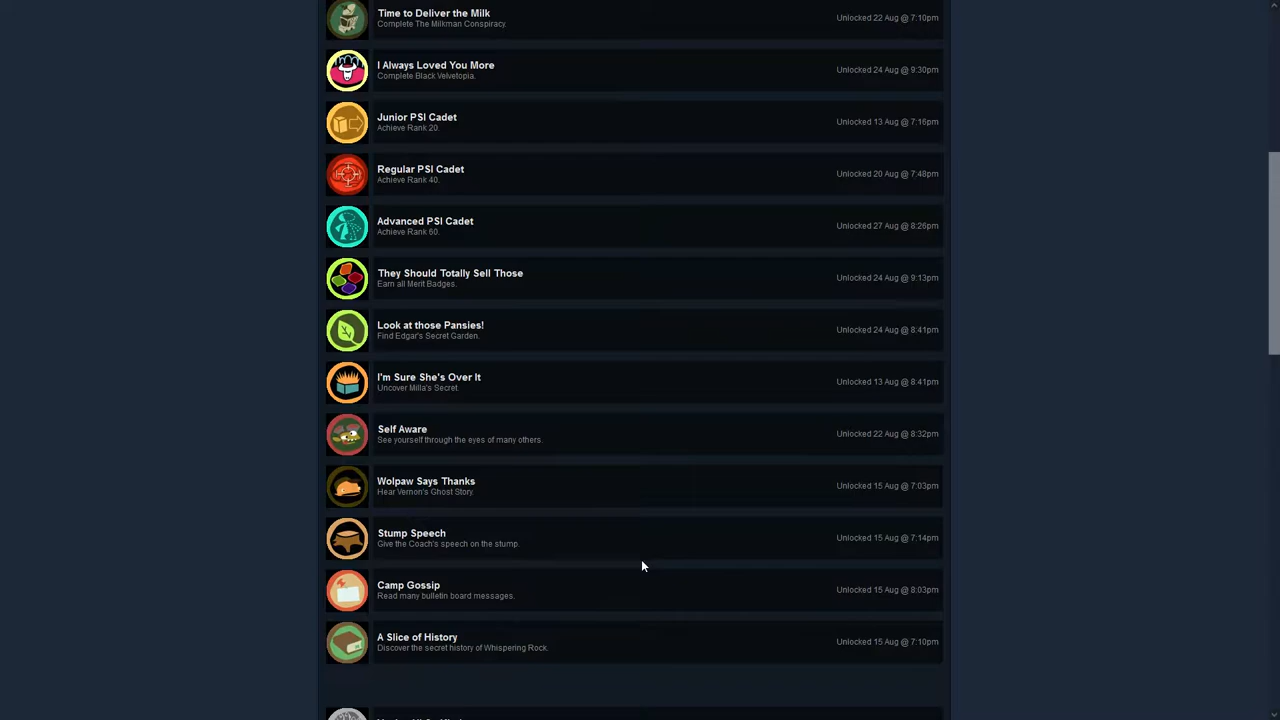 Time to Deliver the Milk
Complete The Milkman Conspiracy.
Unlocked 22 Aug @ 7:10pm
I Always Loved You More
Complete Black Velvetopia.
Unlocked 24 Aug @ 9:30pm
Junior PSI Cadet
Achieve Rank 20.
Unlocked 13 Aug @ 7:16pm
Regular PSI Cadet
Achieve Rank 40.
Unlocked 20 Aug @ 7:48pm
Advanced PSI Cadet
Achieve Rank 60.
Unlocked 27 Aug @ 8:26pm
They Should Totally Sell Those
Earn all Merit Badges.
Unlocked 24 Aug @ 9:13pm
Look at those Pansies!
Find Edgar's Secret Garden.
Unlocked 24 Aug @ 8:41pm
I'm Sure She's Over It
Uncover Milla's Secret.
Unlocked 13 Aug @ 8:41pm
Self Aware
See yourself through the eyes of many others.
Unlocked 22 Aug @ 8:32pm
Wolpaw Says Thanks
Hear Vernon's Ghost Story.
Unlocked 15 Aug @ 7:03pm
Stump Speech
Give the Coach's speech on the stump.
Unlocked 15 Aug @ 7:14pm
Camp Gossip
Read many bulletin board messages.
Unlocked 15 Aug @ 8:03pm
A Slice of History
Discover the secret history of Whispering Rock.
Unlocked 15 Aug @ 7:10pm